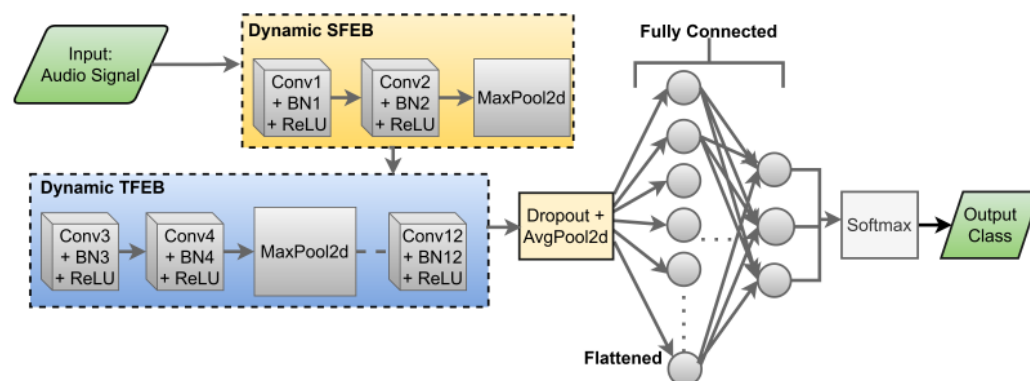 Input:
Audio Signal
Dynamic SFEB
Conv1
+ BN1
+ ReLU
Conv2
+ BN2
+ ReLU
MaxPool2d
Dynamic TFEB
Conv3
+ BN3
+ ReLU
Conv4
+ BN4
+ ReLU
MaxPool2d
Conv12
+ BN12
+ ReLU
Dropout +
AvgPool2d
Fully Connected
Flattened
Softmax
Output
Class